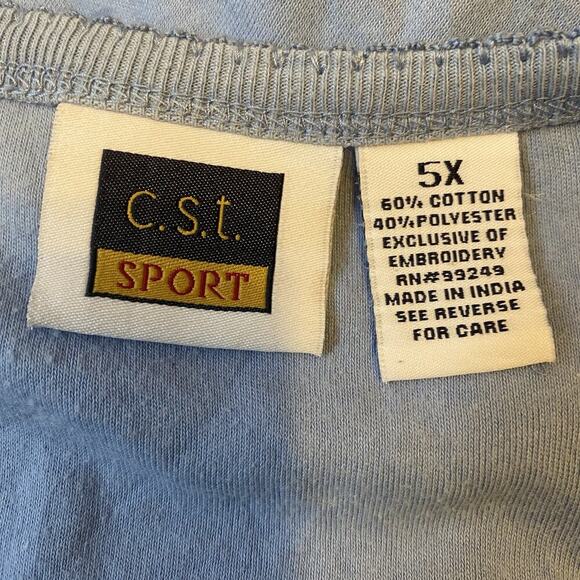 C.S.t.
SPORT
5X
60% COTTON
40% POLYESTER
EXCLUSIVE OF
EMBROIDERY
RN#99249
MADE IN INDIA
SEE REVERSE
FOR CARE